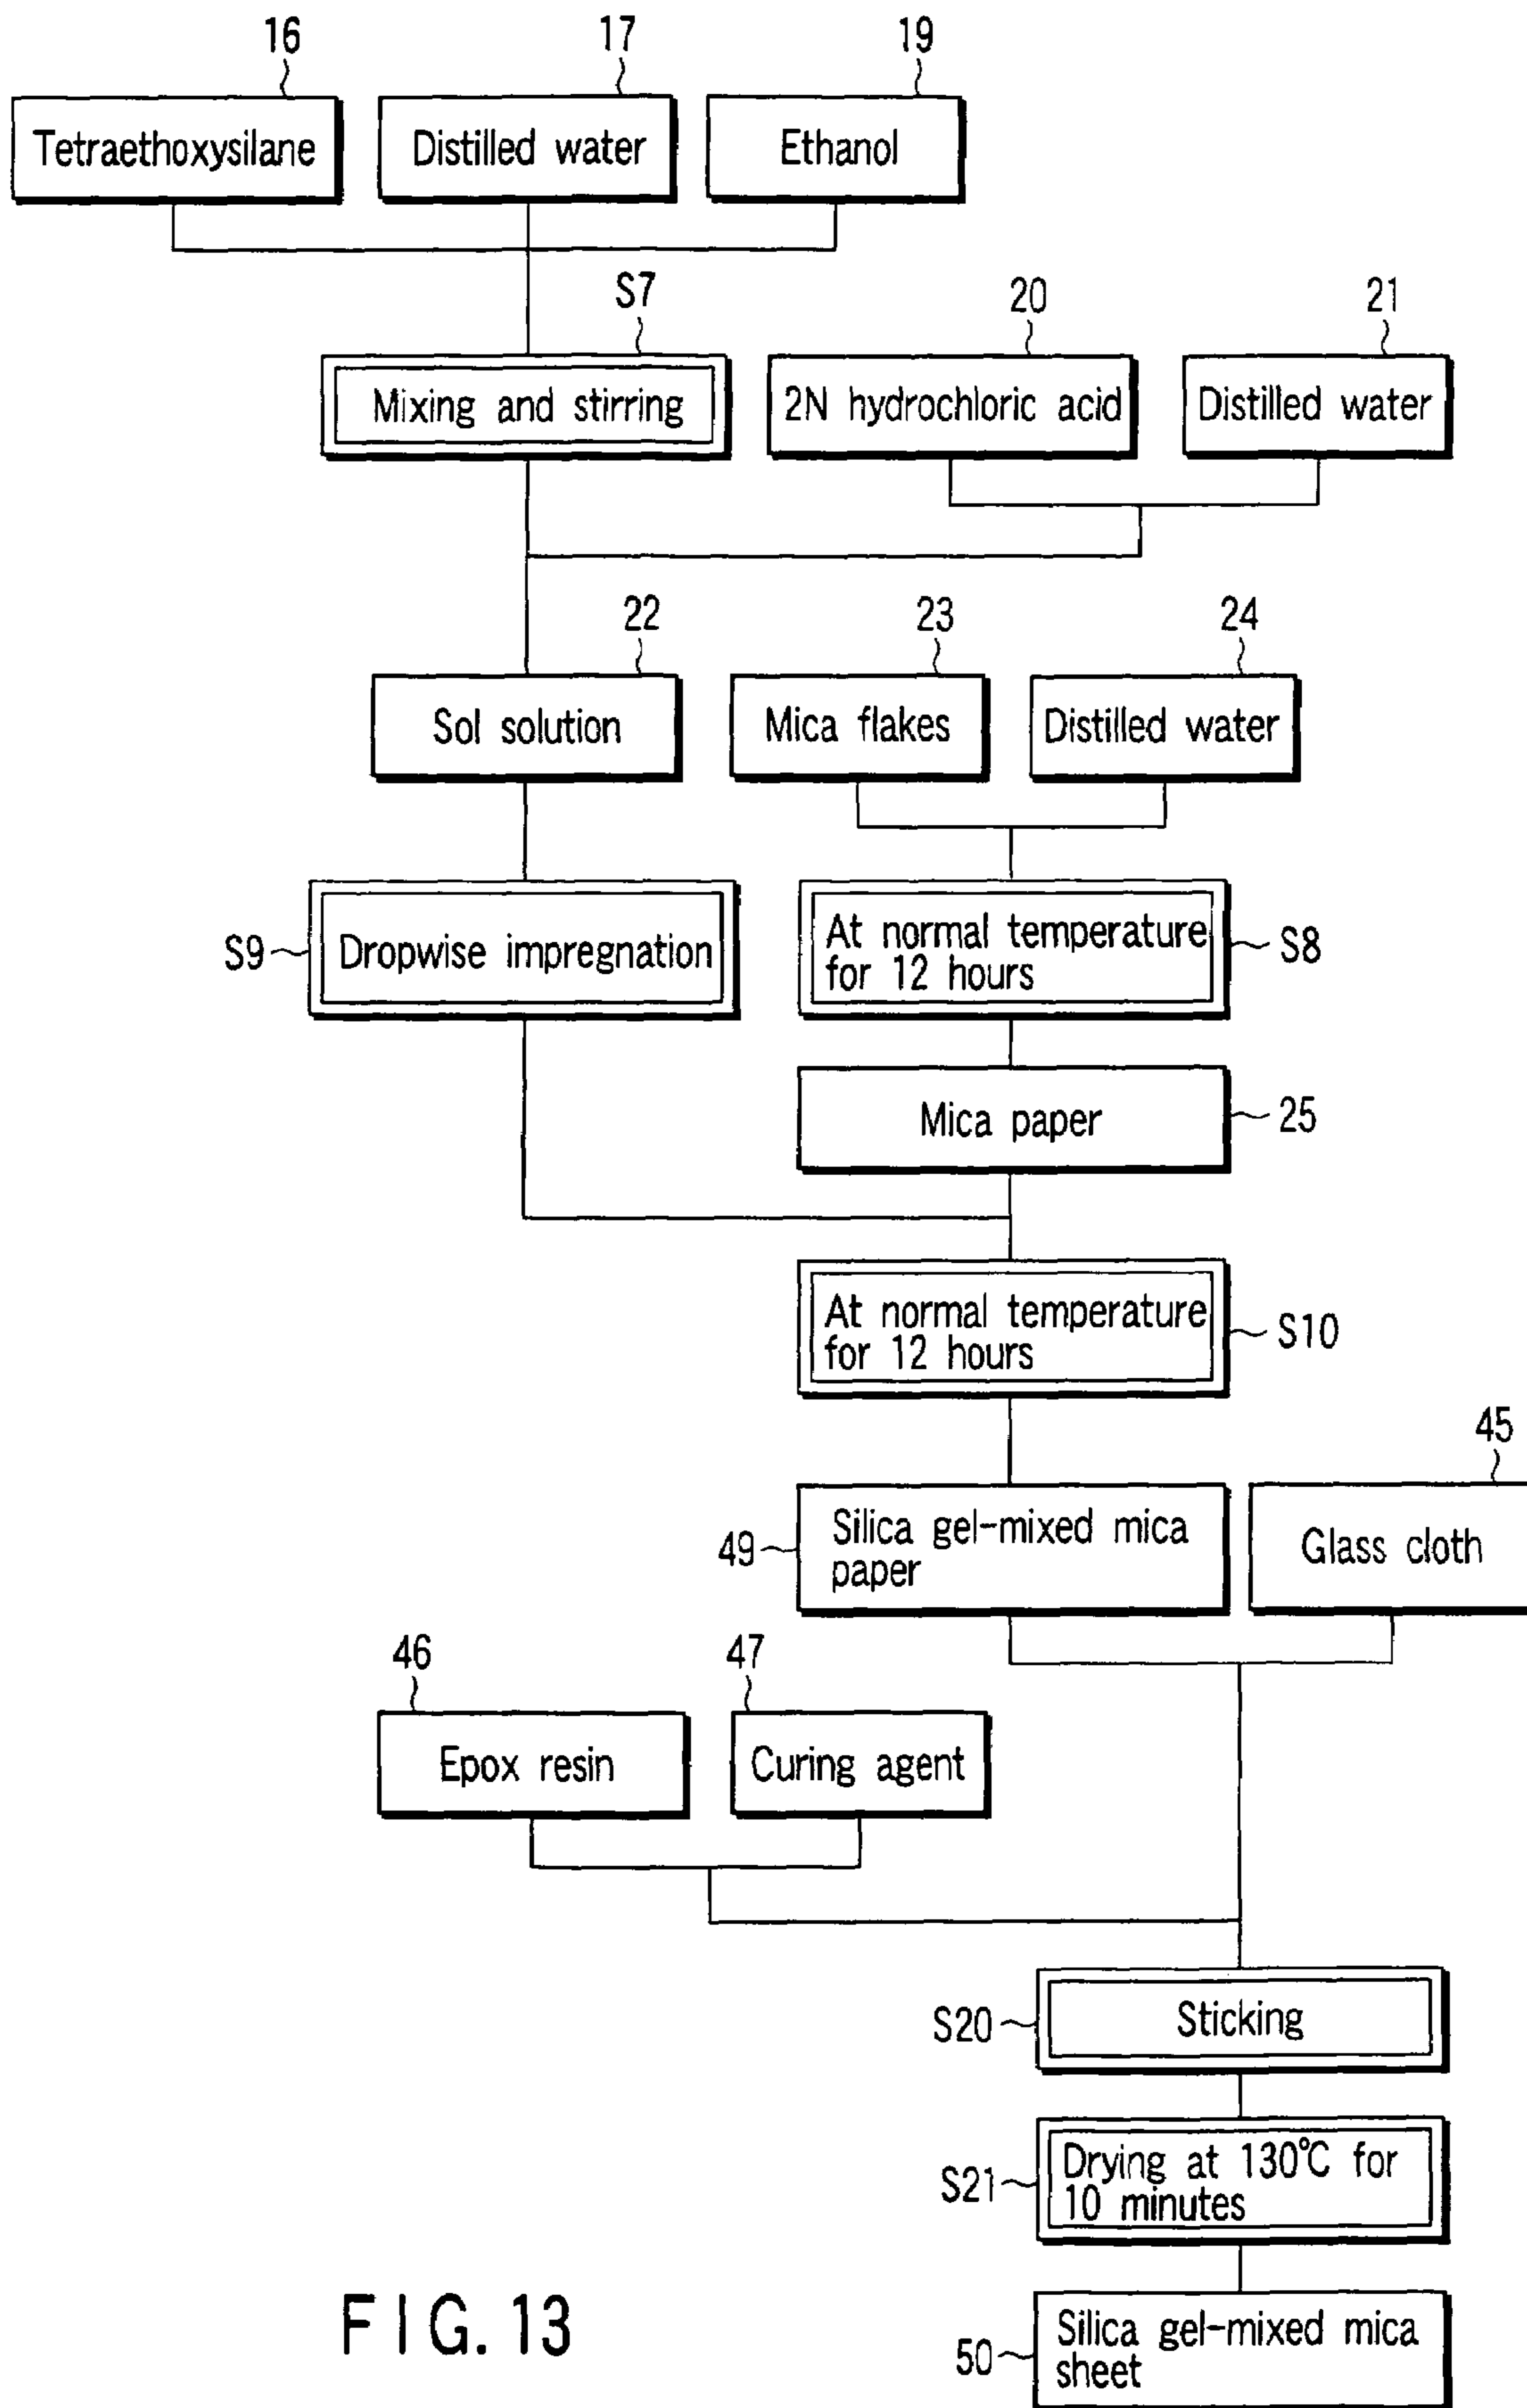 16
17
19
Tetraethoxysilane
Distilled water
Ethanol
S7
20
21
Mixing and stirring
2N hydrochloric acid
Distilled water
22
23
24
Sol solution
Mica flakes
Distilled water
S9
Dropwise impregnation
At normal temperature
for 12 hours
S8
Mica paper
25
At normal temperature
for 12 hours
S10
45
49
Silica gel-mixed mica
paper
Glass cloth
46
47
Epox resin
Curing agent
S20
Sticking
S21
Drying at 130℃ for
10 minutes
50
Silica gel-mixed mica
sheet
FIG. 13